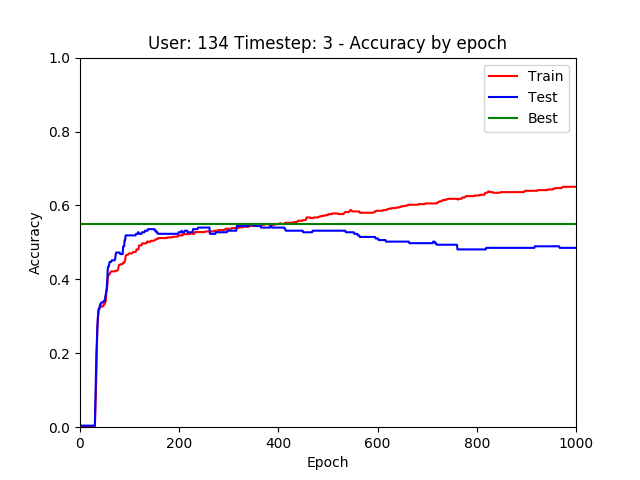 User: 134 Timestep: 3 - Accuracy by epoch
1.0
0.8
0.6
0.4
0.2
0.0
Accuracy
Train
Test
Best
0 200 400 600 800 1000
Epoch